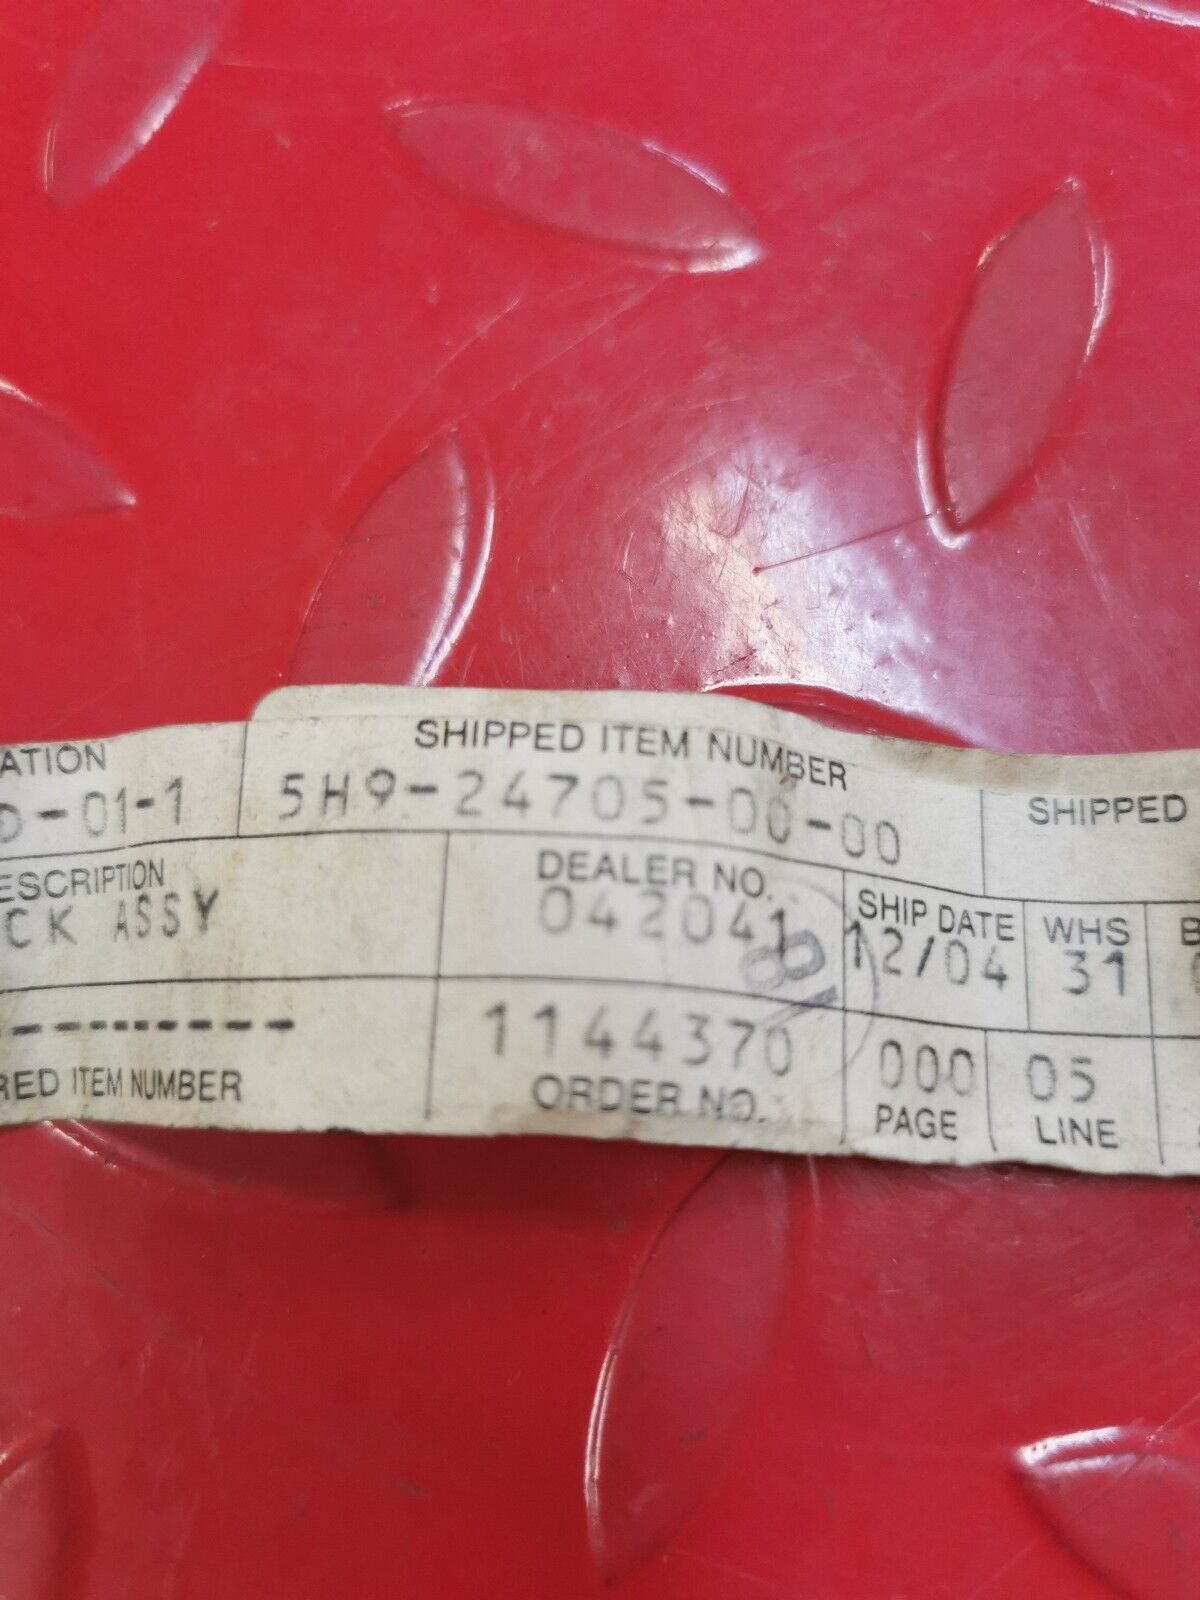 ATION SHIPPED ITEM NUMBER SHIPPED
D-01-1 5H9-24705-00-00
ESCRIPTION DEALER NO. SHIP DATE WHS B
CK ASSY 042041 12/04 31
--------- 1144370 000 05
RED ITEM NUMBER ORDER NO. PAGE LINE